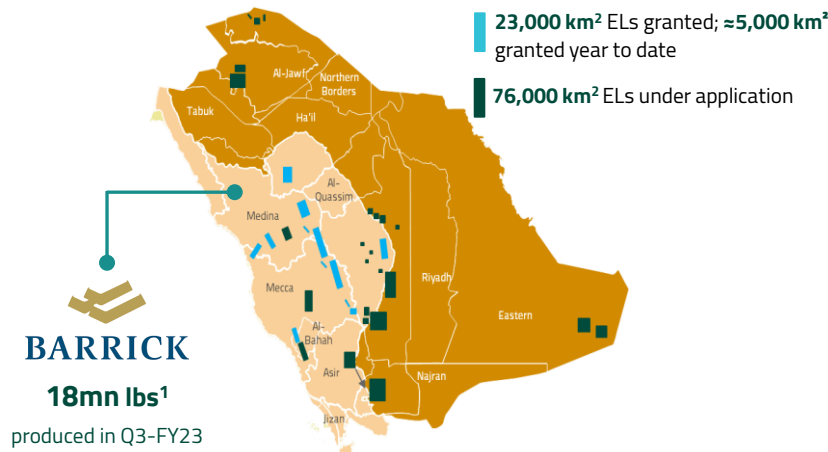 23,000 km² ELs granted; ≈5,000 km²
granted year to date
76,000 km² ELs under application
Al-Jawf
Northern
Borders
Tabuk
Ha'il
Al-
Quassim
Medina
Mecca
Riyadh
Eastern
Al-
Bahah
Asir
Najran
Jizan
BARRICK
18mn lbs¹
produced in Q3-FY23